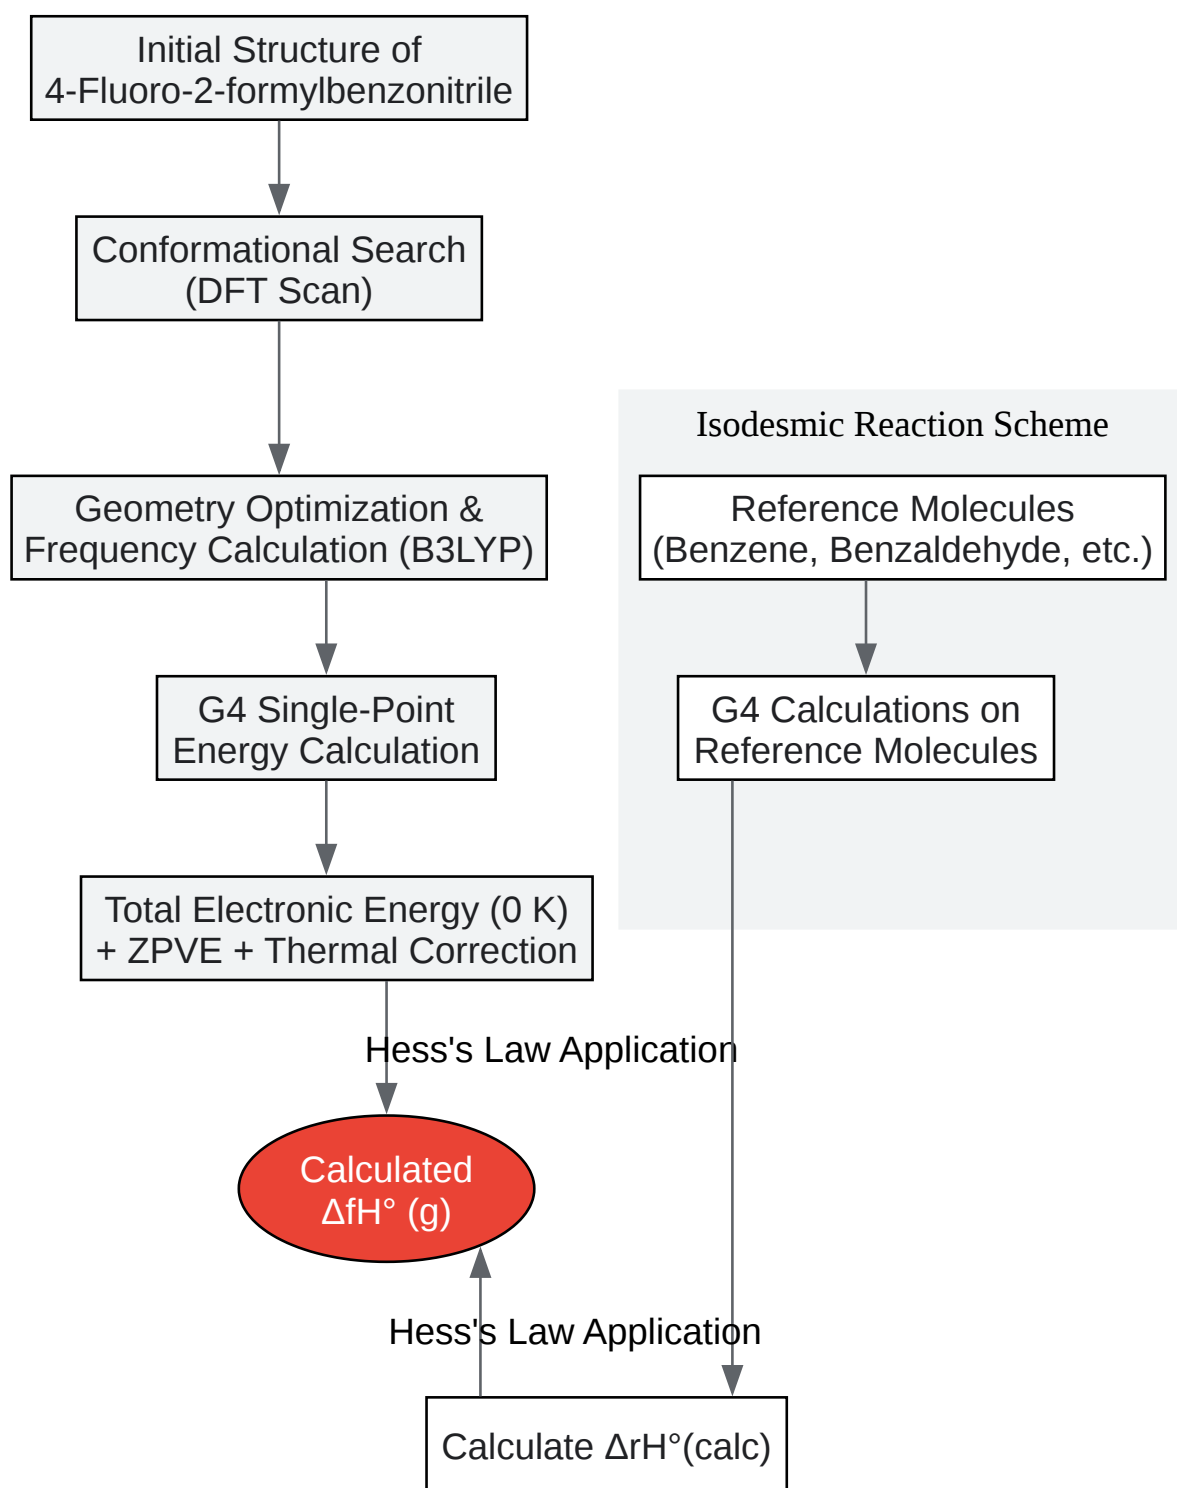 Initial Structure of
4-Fluoro-2-formylbenzonitrile
Conformational Search
(DFT Scan)
Isodesmic Reaction Scheme
Geometry Optimization &
Frequency Calculation (B3LYP)
Reference Molecules
(Benzene, Benzaldehyde, etc.)
G4 Single-Point
Energy Calculation
G4 Calculations on
Reference Molecules
Total Electronic Energy (0 K)
+ ZPVE + Thermal Correction
Hess's Law Application
Calculated
ΔfH° (g)
Hess's Law Application
Calculate ΔrH°(calc)